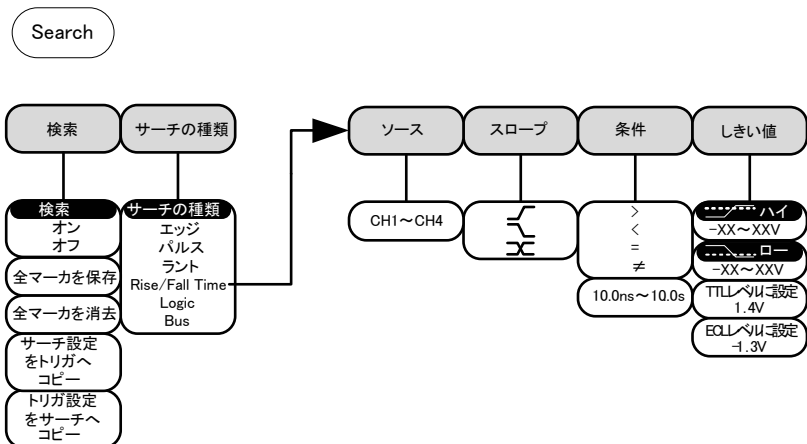 Search
検索
サーチの種類
ソース
スロープ
条件
しきい値
検索
オン
オフ
全マーカを保存
全マーカを消去
サーチ設定
をトリガへ
コピー
トリガ設定
をサーチへ
コピー
サーチの種類
エッジ
パルス
ラント
Rise/Fall Time
Logic
Bus
CH1～CH4
>
<
=
≠
10.0ns～10.0s
ハイ
-XX～XXV
ロー
-XX～XXV
TTLレベルに設定
1.4V
ECLレベルに設定
-1.3V